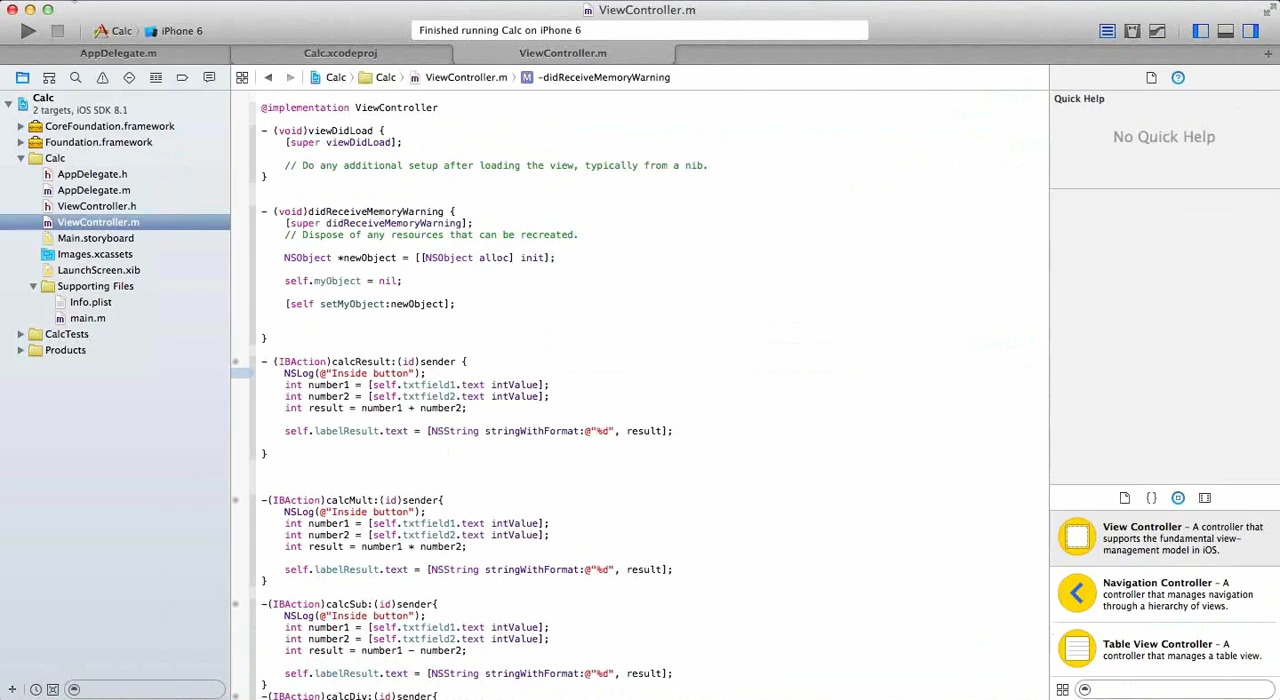 ViewController.m
Calc
iPhone 6
Finished running Calc on iPhone 6
AppDelegate.m
Calc.xcodeproj
ViewController.m
Calc
Calc
ViewController.m
M
-didReceiveMemoryWarning
Calc
2 targets, iOS SDK 8.1
CoreFoundation.framework
Foundation.framework
Calc
h AppDelegate.h
m AppDelegate.m
h ViewController.h
m ViewController.m
Main.storyboard
Images.xcassets
LaunchScreen.xib
Supporting Files
Info.plist
m main.m
CalcTests
Products
@implementation ViewController
- (void)viewDidLoad {
[super viewDidLoad];
// Do any additional setup after loading the view, typically from a nib.
}
- (void)didReceiveMemoryWarning {
[super didReceiveMemoryWarning];
// Dispose of any resources that can be recreated.
NSObject *newObject = [[NSObject alloc] init];
self.myObject = nil;
[self setMyObject:newObject];
}
- (IBAction)calcResult:(id)sender {
NSLog(@"Inside button");
int number1 = [self.txtfield1.text intValue];
int number2 = [self.txtfield2.text intValue];
int result = number1 + number2;
self.labelResult.text = [NSString stringWithFormat:@"%d", result];
}
-(IBAction)calcMult:(id)sender{
NSLog(@"Inside button");
int number1 = [self.txtfield1.text intValue];
int number2 = [self.txtfield2.text intValue];
int result = number1 * number2;
self.labelResult.text = [NSString stringWithFormat:@"%d", result];
}
-(IBAction)calcSub:(id)sender{
NSLog(@"Inside button");
int number1 = [self.txtfield1.text intValue];
int number2 = [self.txtfield2.text intValue];
int result = number1 - number2;
self.labelResult.text = [NSString stringWithFormat:@"%d", result];
}
-(IBAction)calcDiv:(id)sender{
Quick Help
No Quick Help
View Controller - A controller that
supports the fundamental view-
management model in iOS.
Navigation Controller - A
controller that manages navigation
through a hierarchy of views.
Table View Controller - A
controller that manages a table view.